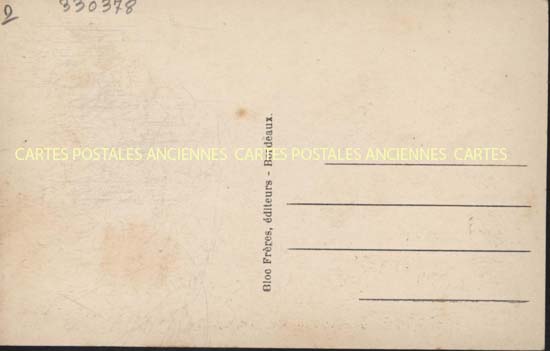 2
330378
CARTES POSTALES ANCIENNES CARTES POSTALES ANCIENNES CARTES
Bloc Frères, éditeurs - Bordeaux.